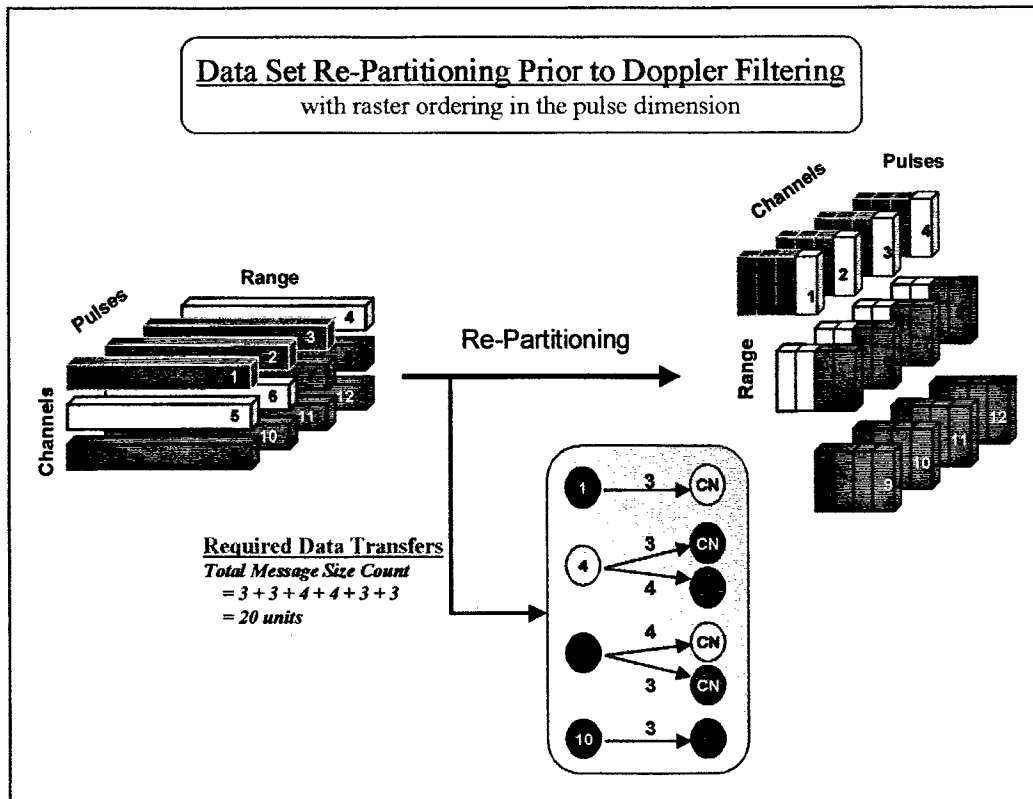 Data Set Re-Partitioning Prior to Doppler Filtering
with raster ordering in the pulse dimension
Pulses
Channels
4
3
2
1
Range
Pulses
4
3
2
1
12
6
11
5
10
Channels
Re-Partitioning
Range
12
11
10
9
1
3
CN
3
CN
4
4
4
CN
3
CN
10
3
Required Data Transfers
Total Message Size Count
= 3 + 3 + 4 + 4 + 3 + 3
= 20 units